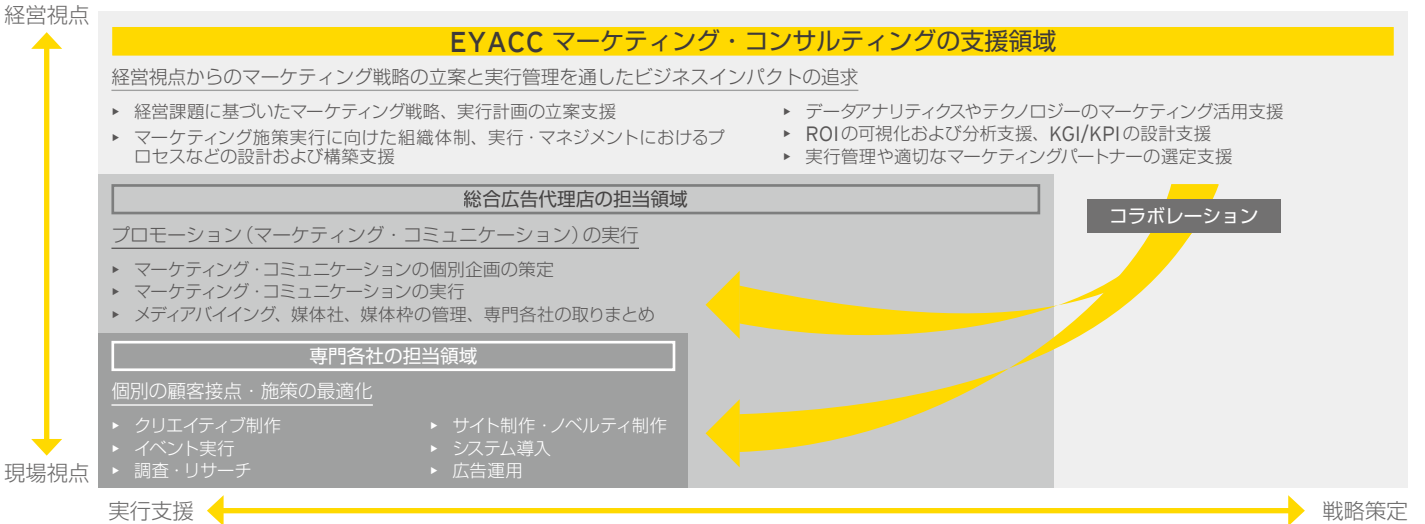 経営視点
EYACC マーケティング・コンサルティングの支援領域
経営視点からのマーケティング戦略の立案と実行管理を通したビジネスインパクトの追求
▸ 経営課題に基づいたマーケティング戦略、実行計画の立案支援
▸ マーケティング施策実行に向けた組織体制、実行・マネジメントにおけるプ
ロセスなどの設計および構築支援
▸ データアナリティクスやテクノロジーのマーケティング活用支援
▸ ROIの可視化および分析支援、KGI/KPIの設計支援
▸ 実行管理や適切なマーケティングパートナーの選定支援
総合広告代理店の担当領域
コラボレーション
プロモーション（マーケティング・コミュニケーション）の実行
▸ マーケティング・コミュニケーションの個別企画の策定
▸ マーケティング・コミュニケーションの実行
▸ メディアバイイング、媒体社、媒体枠の管理、専門各社の取りまとめ
専門各社の担当領域
個別の顧客接点・施策の最適化
▸ クリエイティブ制作
▸ イベント実行
▸ 調査・リサーチ
▸ サイト制作・ノベルティ制作
▸ システム導入
▸ 広告運用
現場視点
実行支援
戦略策定